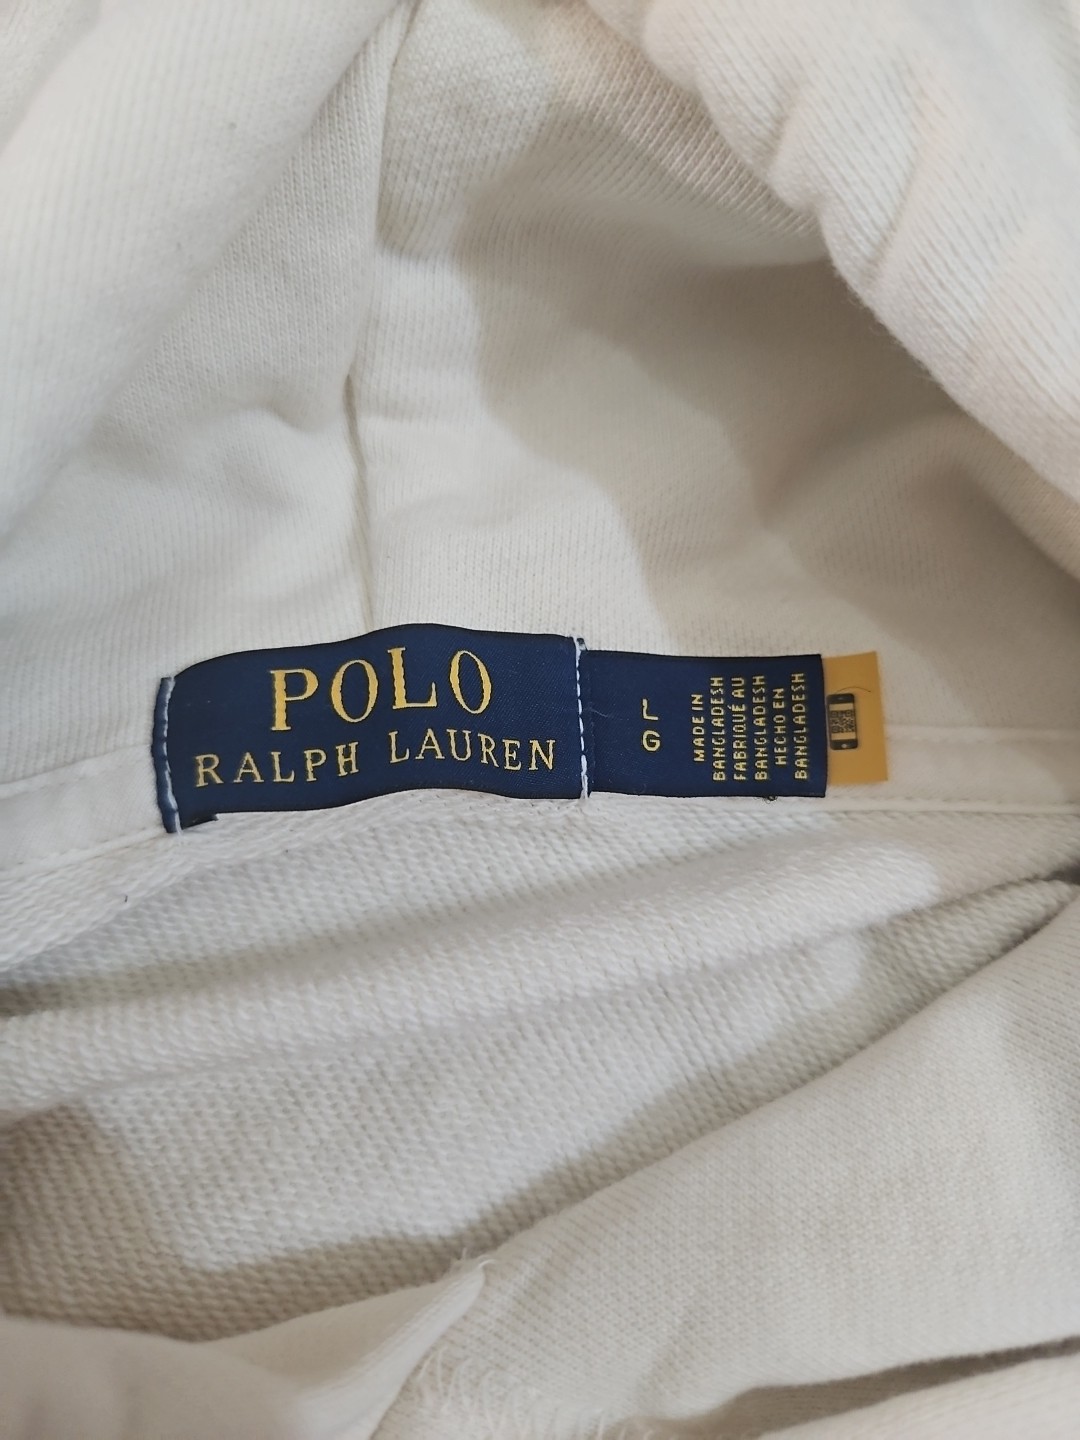 POLO
RALPH LAUREN
L
G
MADE IN
BANGLADESH
FABRIQUÉ AU
BANGLADESH
HECHO EN
BANGLADESH